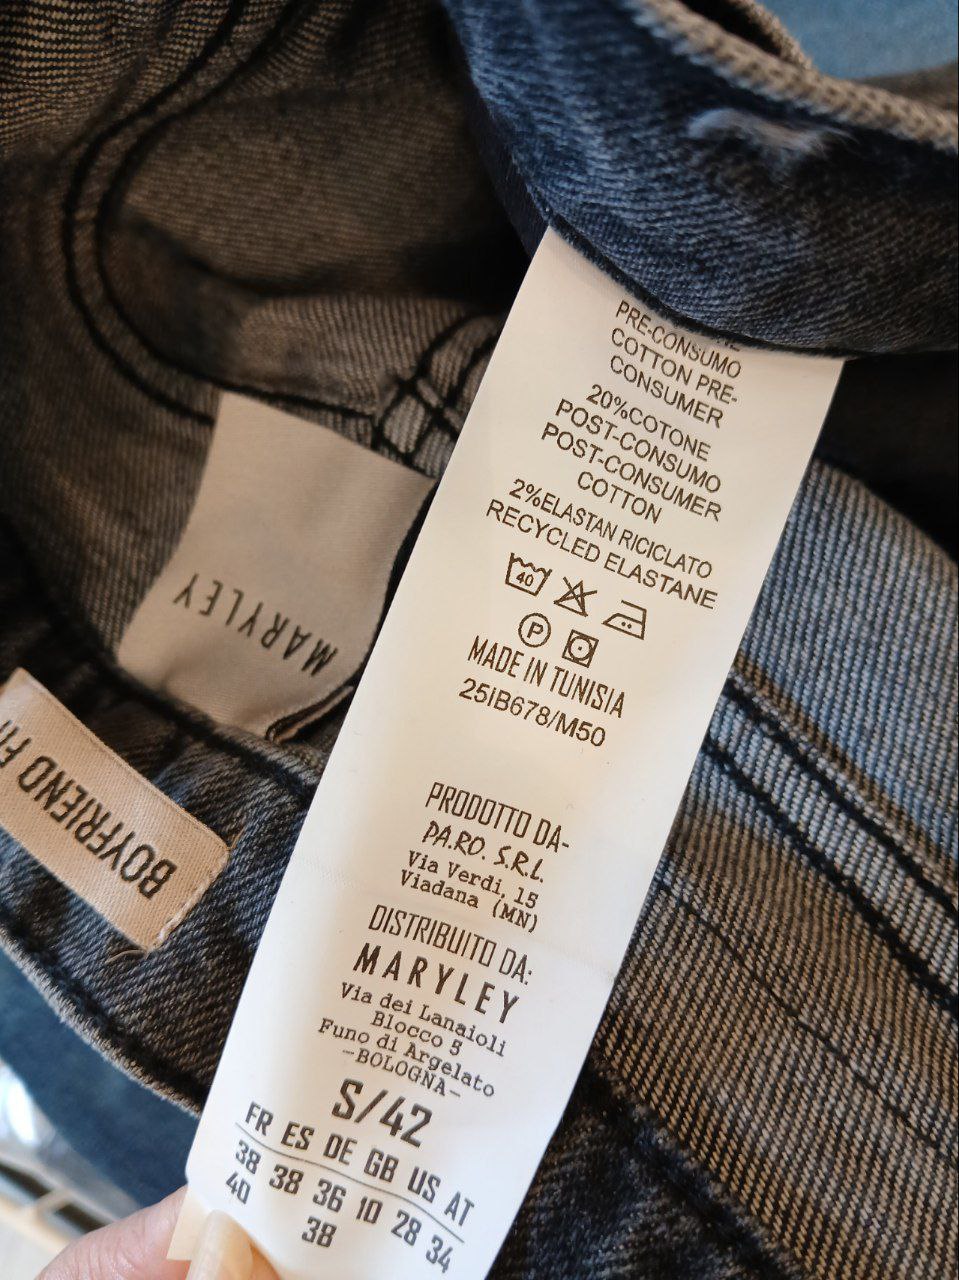 PRE-CONSUMO
COTTON PRE-
CONSUMER
20%COTONE
POST-CONSUMO
POST-CONSUMER
COTTON
2%ELASTAN RICICLATO
RECYCLED ELASTANE
40
P
MADE IN TUNISIA
25IB678/M50
PRODOTTO DA-
PA.RO. S.R.L.
Via Verdi, 15
Viadana (MN)
DISTRIBUITO DA:
MARYLEY
Via dei Lanaioli
Blocco 3
Funo di Argelato
-BOLOGNA-
S/42
FR ES DE GB US AT
38 38 36 10 28 34
40 38
MARYLEY
BOYFRIEND